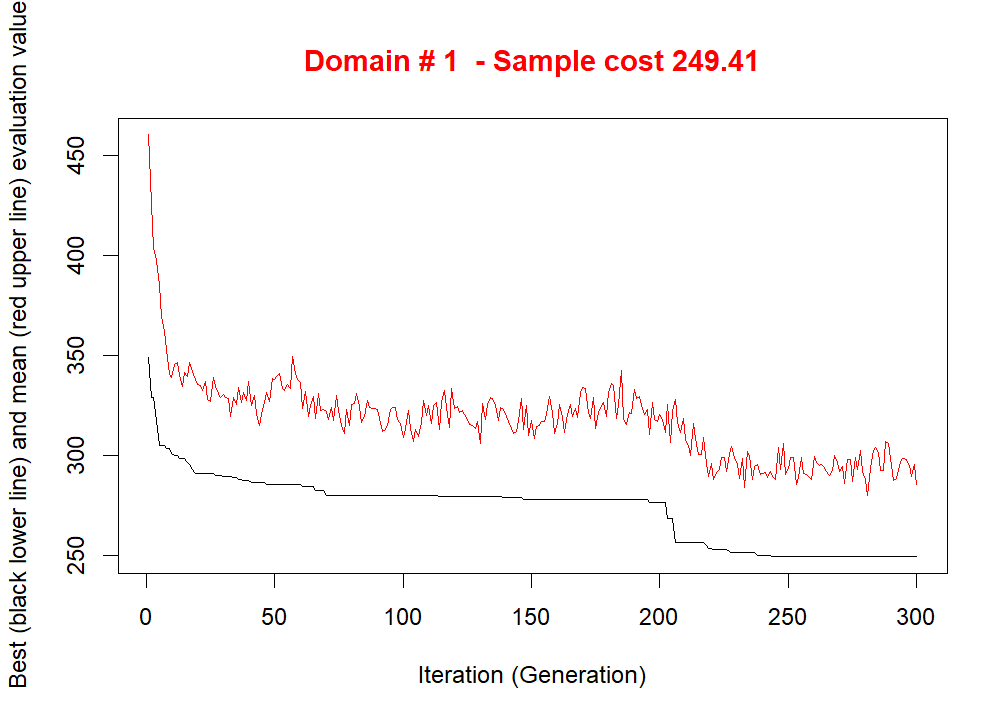 Domain # 1  - Sample cost 249.41
Best (black lower line) and mean (red upper line) evaluation value
450
400
350
300
250
0 50 100 150 200 250 300
Iteration (Generation)